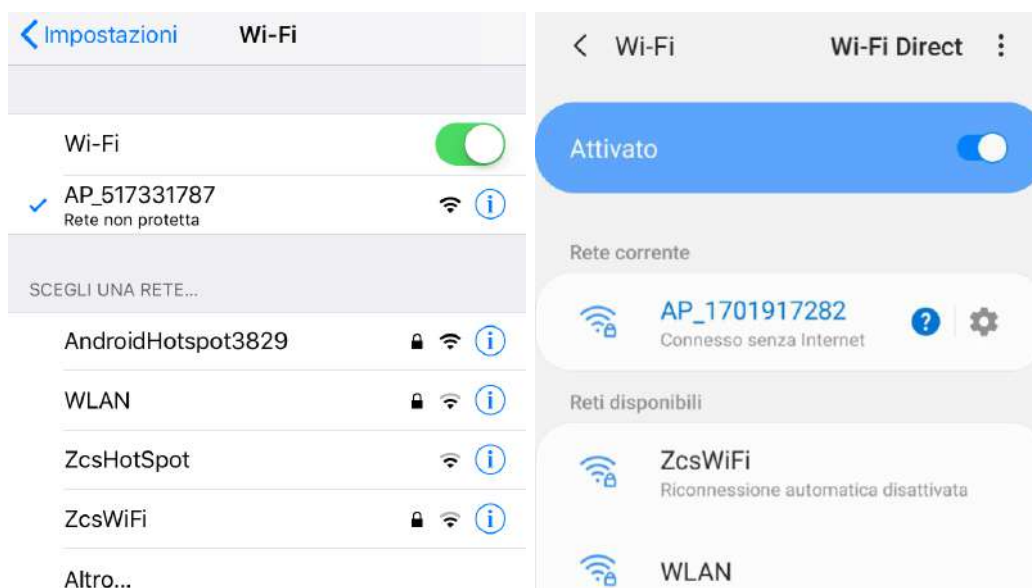 Impostazioni
Wi-Fi
Wi-Fi
AP_517331787
Rete non protetta
SCEGLI UNA RETE...
AndroidHotspot3829
WLAN
ZcsHotSpot
ZcsWiFi
Altro...
Wi-Fi
Wi-Fi Direct
Attivato
Rete corrente
AP_1701917282
Connesso senza Internet
Reti disponibili
ZcsWiFi
Riconnessione automatica disattivata
WLAN